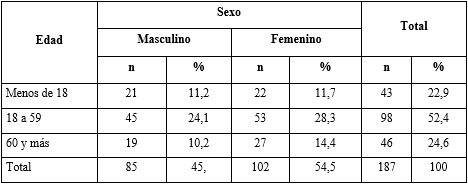 Edad Sexo Total
Masculino Femenino
n % n % n %
Menos de 18 21 11,2 22 11,7 43 22,9
18 a 59 45 24,1 53 28,3 98 52,4
60 y más 19 10,2 27 14,4 46 24,6
Total 85 45, 102 54,5 187 100